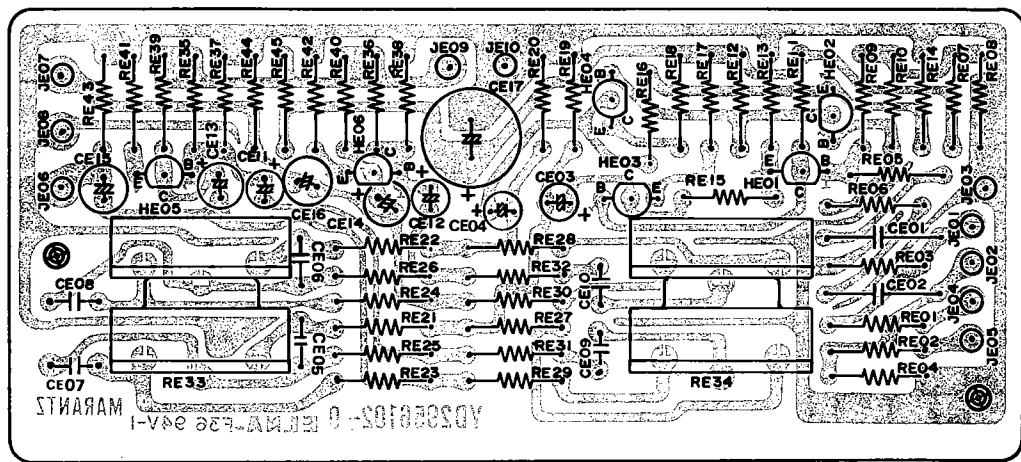 JE07
RE43
RE41
RE39
RE35
RE37
RE44
RE45
RE42
RE40
RE36
RE38
JE09
JE10
RE20
RE19
HE04
RE16
RE18
RE17
RE12
RE13
RE11
HE02
RE09
RE10
RE14
RE07
RE08
CE17
B
E
C
E
C
B
JE08
CE15
E
C
B
CE13
CE11
HE06
E
C
B
HE03
B
C
E
E
C
B
RE05
JE06
HE05
CE16
CE14
CE12
CE04
CE03
RE15
HE01
RE06
JE03
JE01
RE22
RE28
CE01
CE06
RE26
RE32
CE10
RE03
JE02
CE08
RE24
RE30
CE02
JE04
RE21
RE27
RE01
CE05
RE25
RE31
CE09
RE02
JE05
CE07
RE33
RE23
RE29
RE34
RE04
MARANTZ
ELNA-F36 94V-1